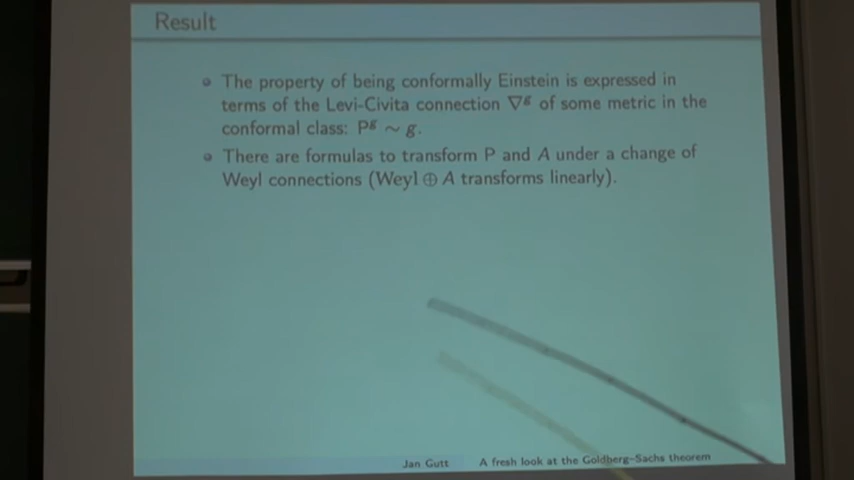 Result
The property of being conformally Einstein is expressed in
terms of the Levi-Civita connection ∇ᵍ of some metric in the
conformal class: Pᵍ ∼ g.
There are formulas to transform P and A under a change of
Weyl connections (Weyl ⊕ A transforms linearly).
Jan Gutt A fresh look at the Goldberg–Sachs theorem